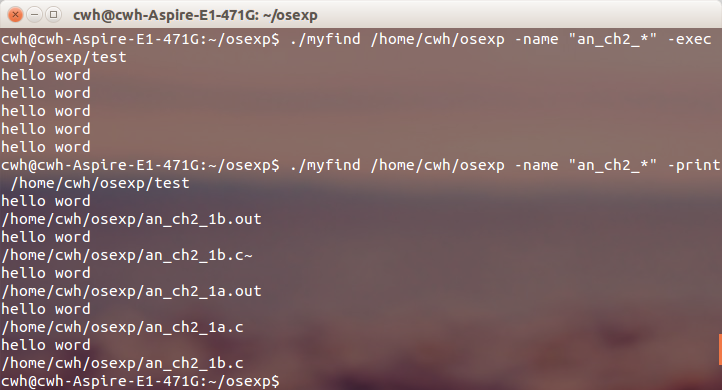 cwh@cwh-Aspire-E1-471G: ~/osexp
cwh@cwh-Aspire-E1-471G:~/osexp$ ./myfind /home/cwh/osexp -name "an_ch2_*" -exec
cwh/osexp/test
hello word
hello word
hello word
hello word
hello word
cwh@cwh-Aspire-E1-471G:~/osexp$ ./myfind /home/cwh/osexp -name "an_ch2_*" -print
/home/cwh/osexp/test
hello word
/home/cwh/osexp/an_ch2_1b.out
hello word
/home/cwh/osexp/an_ch2_1b.c~
hello word
/home/cwh/osexp/an_ch2_1a.out
hello word
/home/cwh/osexp/an_ch2_1a.c
hello word
/home/cwh/osexp/an_ch2_1b.c
cwh@cwh-Aspire-E1-471G:~/osexp$